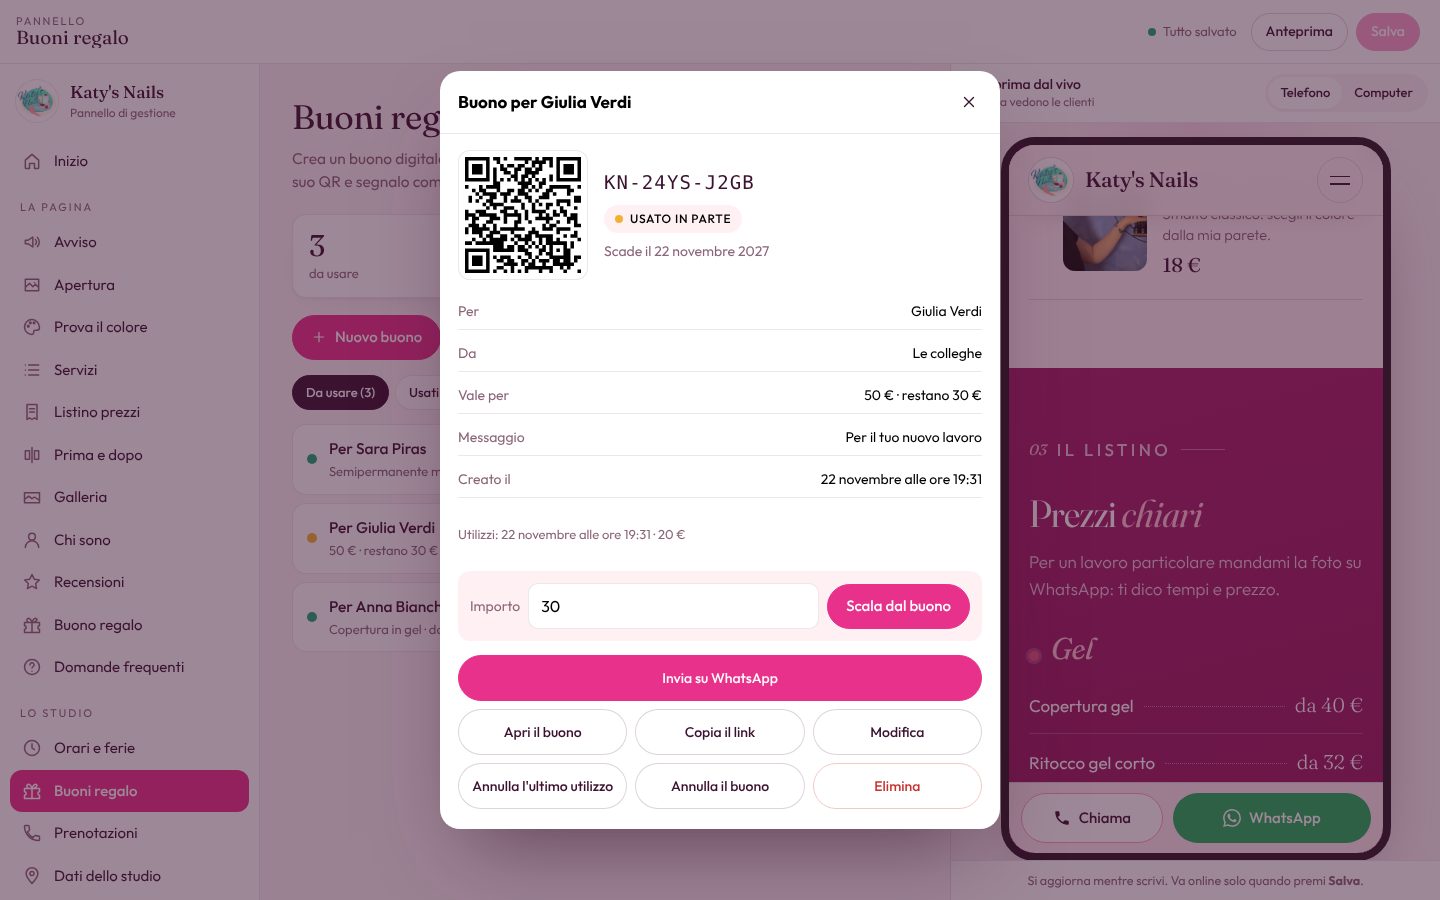 PANNELLO
Buoni regalo
Tutto salvato
Anteprima
Salva
Katy's Nails
Pannello di gestione
Inizio
LA PAGINA
Avviso
Apertura
Prova il colore
Servizi
Listino prezzi
Prima e dopo
Galleria
Chi sono
Recensioni
Buono regalo
Domande frequenti
LO STUDIO
Orari e ferie
Buoni regalo
Prenotazioni
Dati dello studio
Buoni reg
Crea un buono digitale
suo QR e segnalo com
3
da usare
Nuovo buono
Da usare (3)
Usati
Per Sara Piras
Semipermanente m
Per Giulia Verdi
50 € · restano 30 €
Per Anna Bianch
Copertura in gel · da
Buono per Giulia Verdi
KN-24YS-J2GB
USATO IN PARTE
Scade il 22 novembre 2027
Per
Giulia Verdi
Da
Le colleghe
Vale per
50 € · restano 30 €
Messaggio
Per il tuo nuovo lavoro
Creato il
22 novembre alle ore 19:31
Utilizzi: 22 novembre alle ore 19:31 · 20 €
Importo
30
Scala dal buono
Invia su WhatsApp
Apri il buono
Copia il link
Modifica
Annulla l'ultimo utilizzo
Annulla il buono
Elimina
prima dal vivo
a vedono le clienti
Telefono
Computer
Katy's Nails
dalla mia parete.
18 €
03 IL LISTINO
Prezzi chiari
Per un lavoro particolare mandami la foto su
WhatsApp: ti dico tempi e prezzo.
Gel
Copertura gel
da 40 €
Ritocco gel corto
da 32 €
Chiama
WhatsApp
Si aggiorna mentre scrivi. Va online solo quando premi Salva.